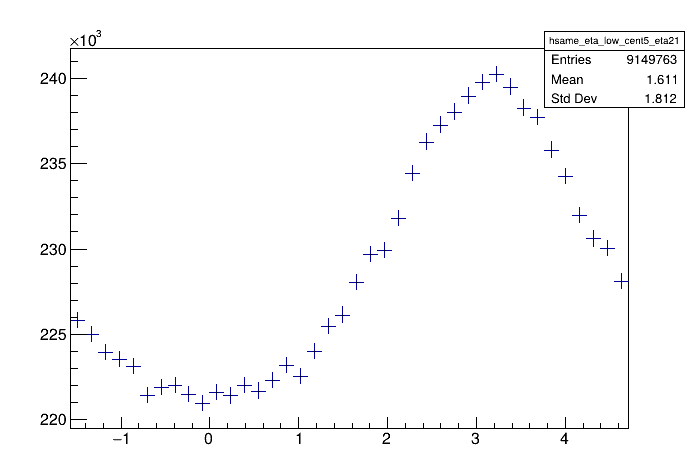 ×10³
hsame_eta_low_cent5_eta21
Entries 9149763
Mean 1.611
Std Dev 1.812
240
235
230
225
220
−1 0 1 2 3 4